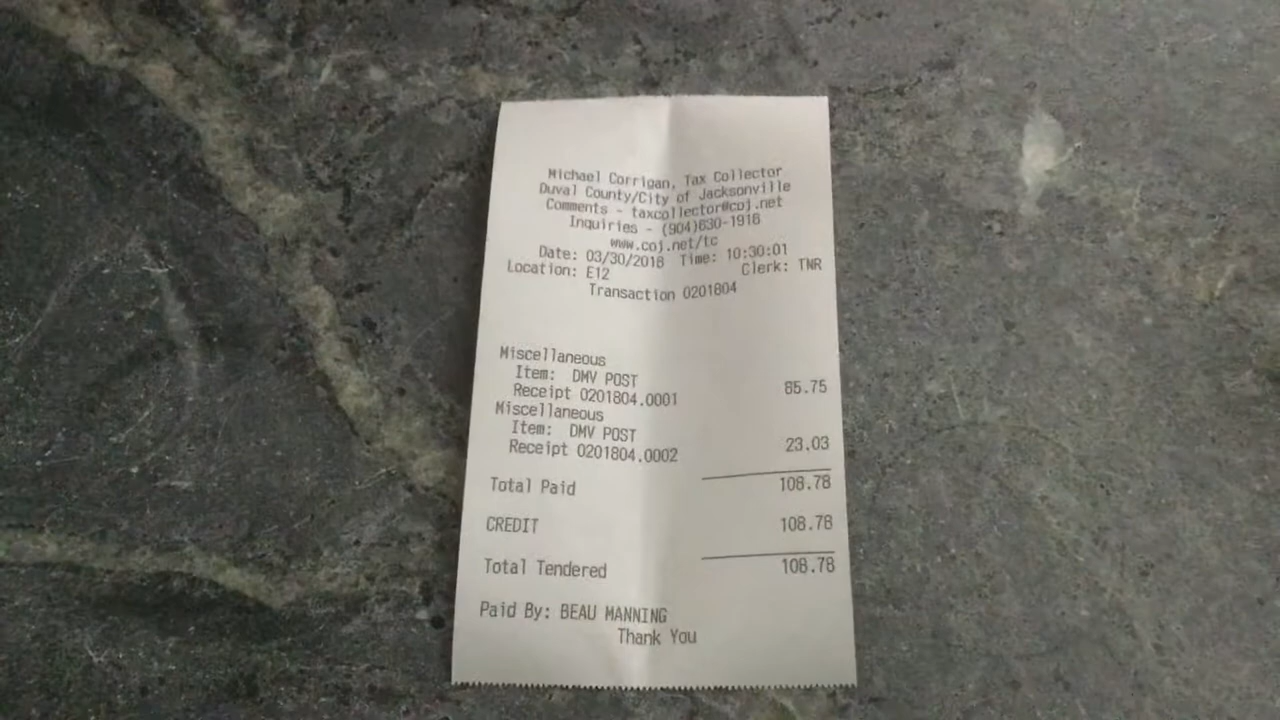 Michael Corrigan, Tax Collector
Duval County/City of Jacksonville
Comments - taxcollector@coj.net
Inquiries - (904)630-1916
www.coj.net/tc
Date: 03/30/2018 Time: 10:30:01
Location: E12 Clerk: TNR
Transaction 0201804
Miscellaneous
Item: DMV POST
Receipt 0201804.0001 85.75
Miscellaneous
Item: DMV POST
Receipt 0201804.0002 23.03
Total Paid 108.78
CREDIT 108.78
Total Tendered 108.78
Paid By: BEAU MANNING
Thank You